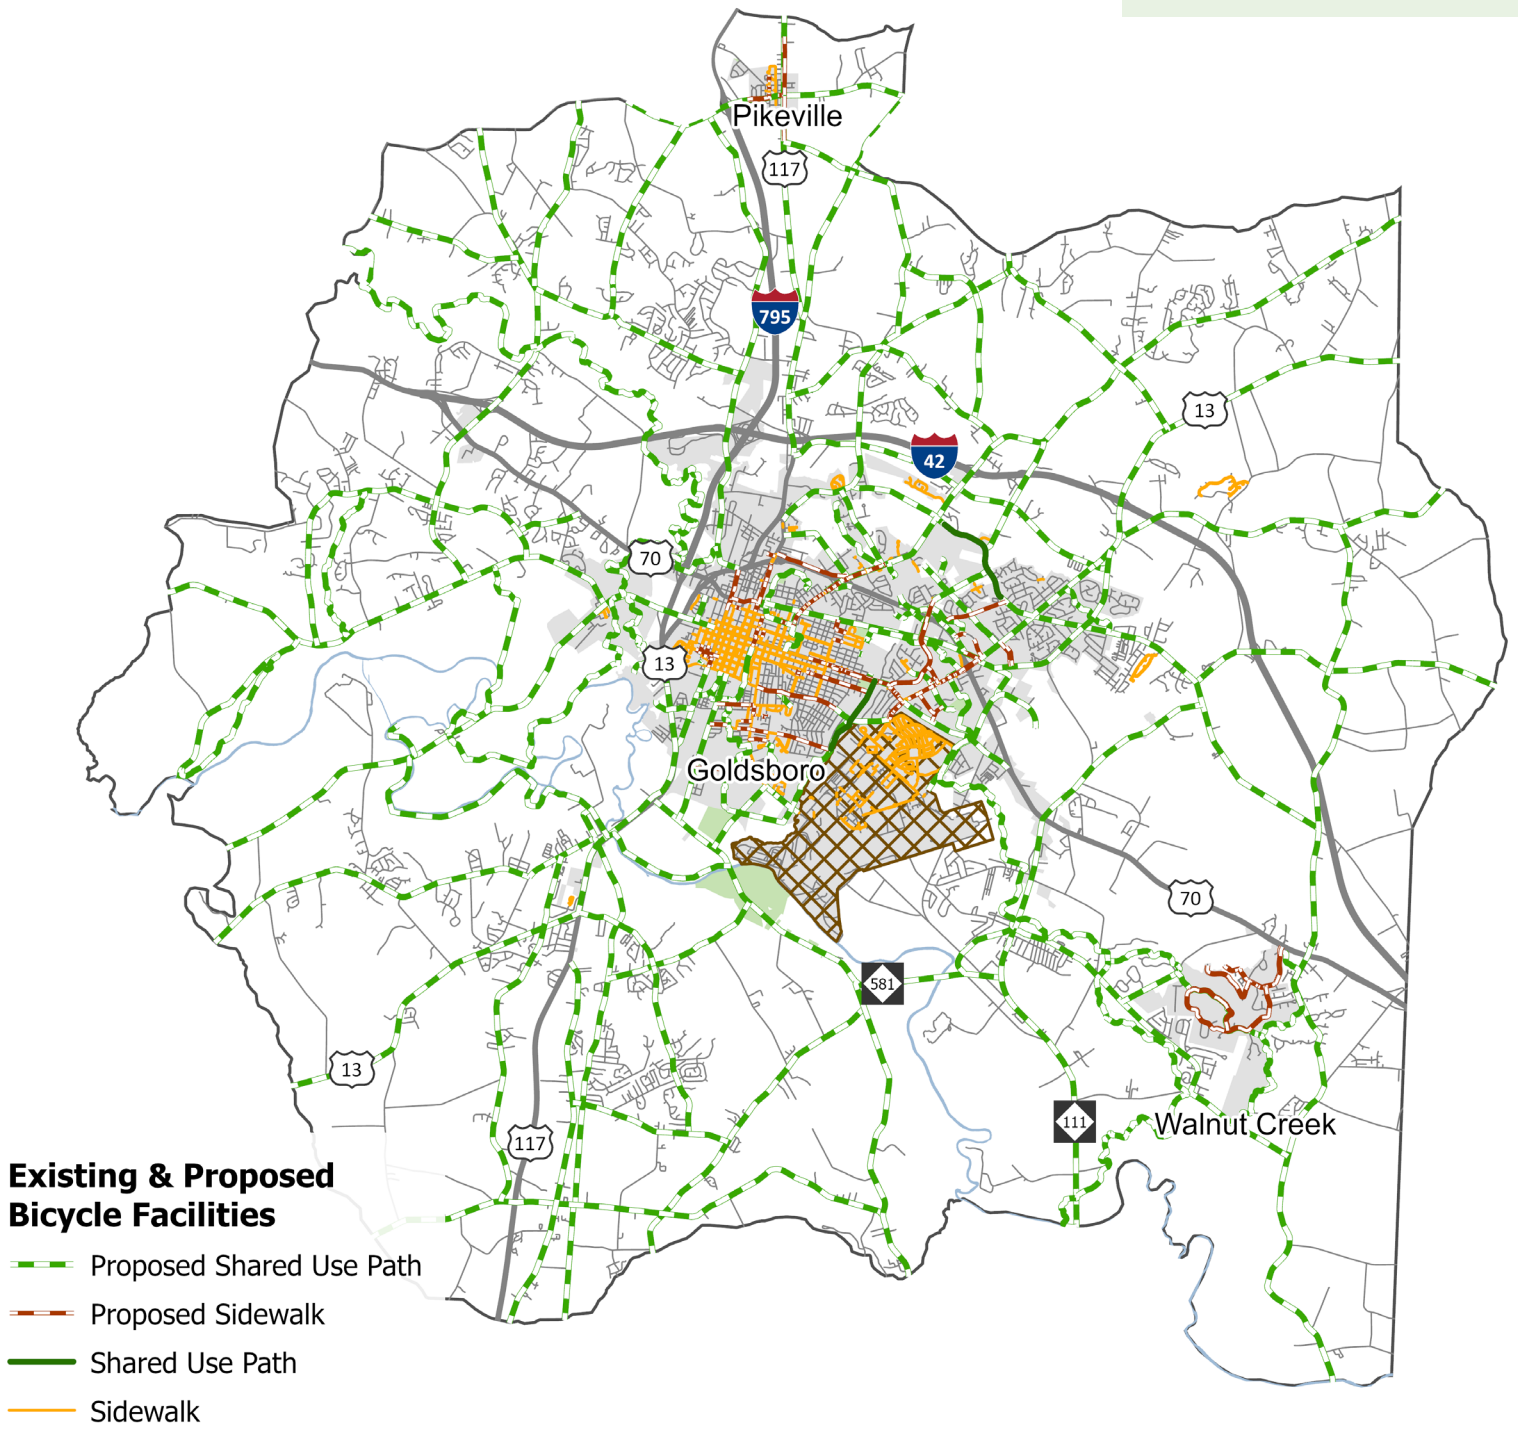 Pikeville
117
795
13
42
70
13
Goldsboro
70
581
13
111
Walnut Creek
117
Existing & Proposed
Bicycle Facilities
Proposed Shared Use Path
Proposed Sidewalk
Shared Use Path
Sidewalk